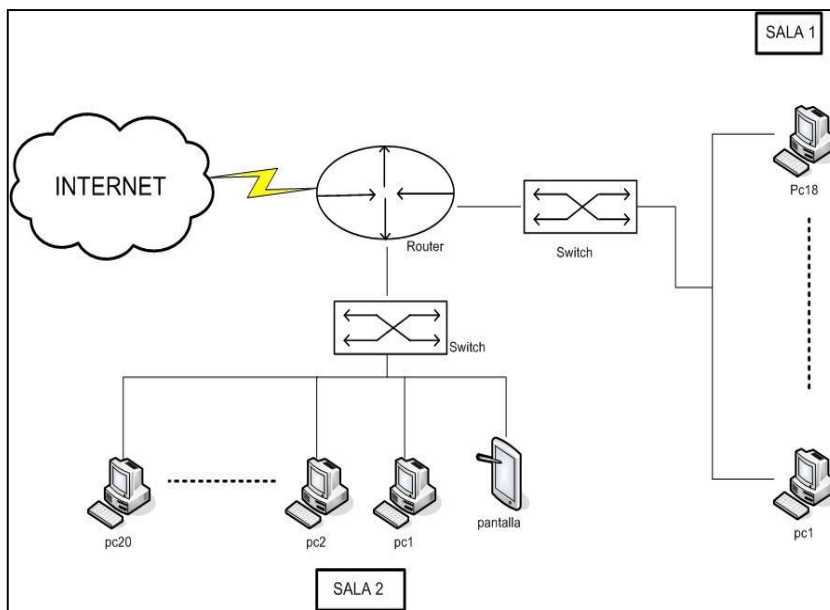 SALA 1
INTERNET
Pc18
Router
Switch
Switch
pc20
pc2
pc1
pantalla
pc1
SALA 2